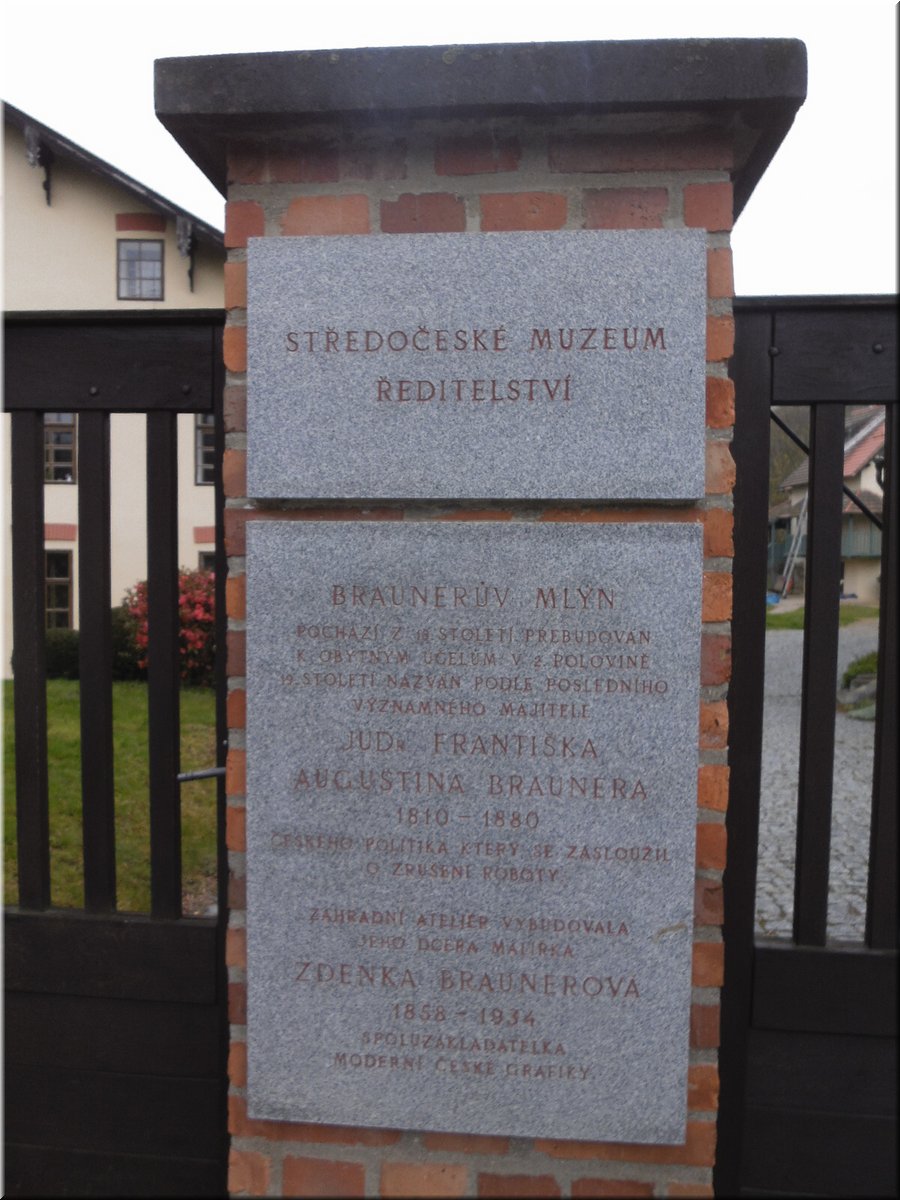 STŘEDOČESKÉ MUZEUM
ŘEDITELSTVÍ
BRAUNERŮV MLÝN
POCHÁZÍ Z 18. STOLETÍ PŘEBUDOVÁN
K OBYTNÝM ÚČELŮM V 2. POLOVINĚ
19. STOLETÍ NAZVÁN PODLE POSLEDNÍHO
VÝZNAMNÉHO MAJITELE
JUDr FRANTIŠKA
AUGUSTINA BRAUNERA
1810 – 1880
ČESKÉHO POLITIKA KTERÝ SE ZASLOUŽIL
O ZRUŠENÍ ROBOTY.
ZAHRADNÍ ATELIÉR VYBUDOVALA
JEHO DCERA MALÍŘKA
ZDENKA BRAUNEROVÁ
1858 – 1934
SPOLUZAKLADATELKA
MODERNÍ ČESKÉ GRAFIKY.